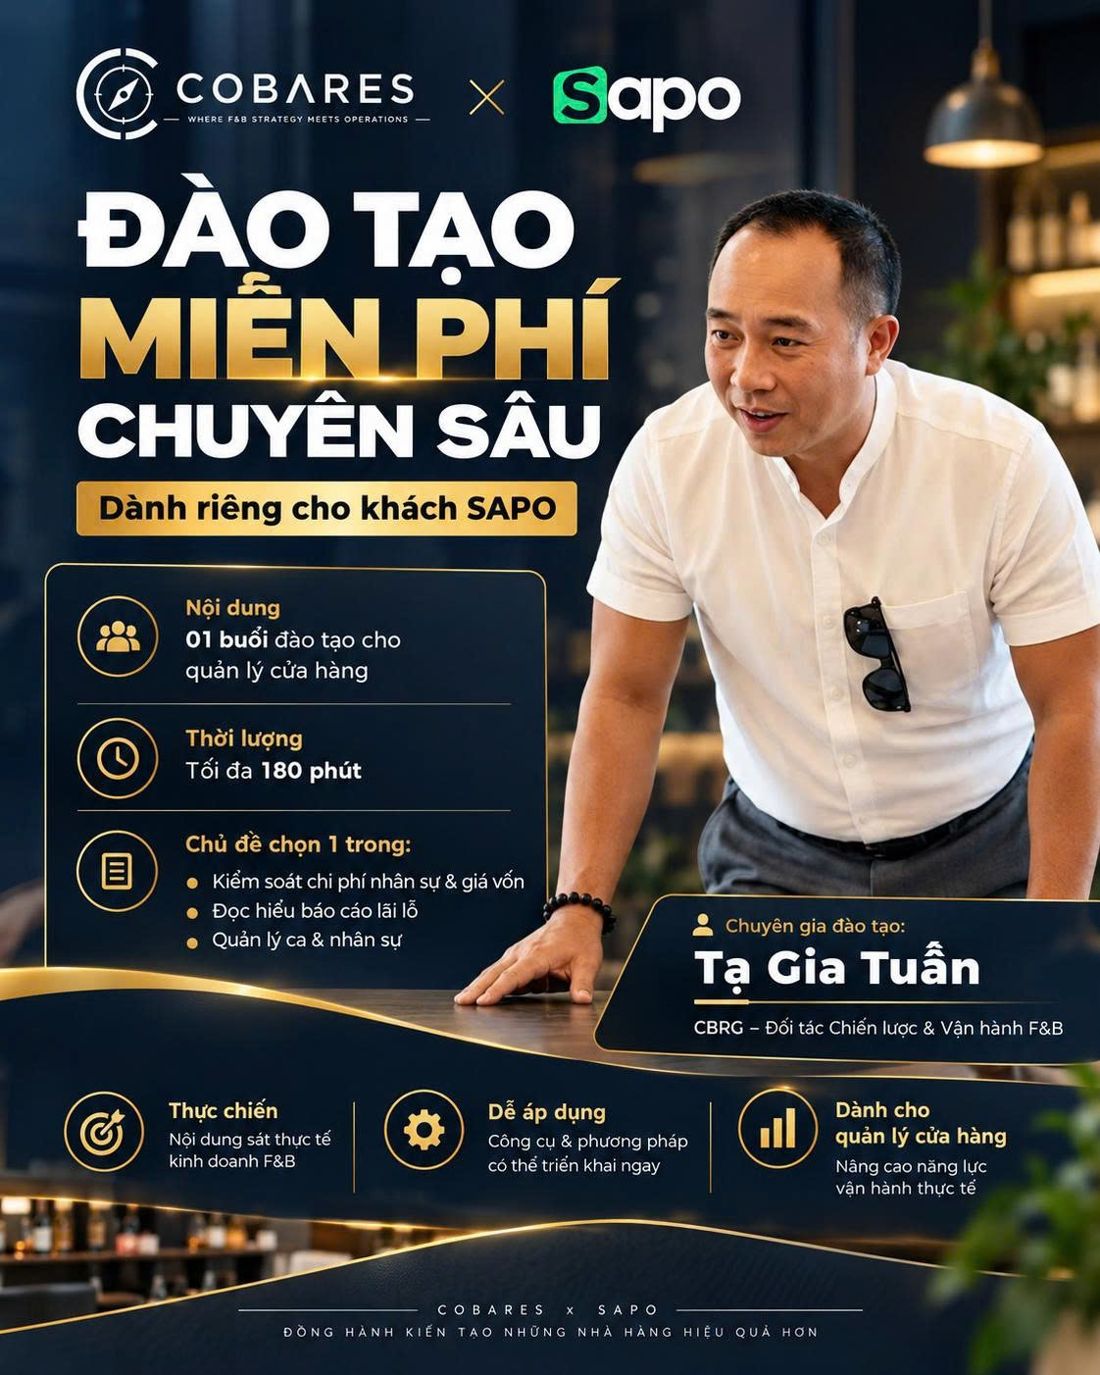 COBARES
WHERE F&B STRATEGY MEETS OPERATIONS
Sapo
ĐÀO TẠO
MIỄN PHÍ
CHUYÊN SÂU
Dành riêng cho khách SAPO
Nội dung
01 buổi đào tạo cho
quản lý cửa hàng
Thời lượng
Tối đa 180 phút
Chủ đề chọn 1 trong:
Kiểm soát chi phí nhân sự & giá vốn
Đọc hiểu báo cáo lãi lỗ
Quản lý ca & nhân sự
Chuyên gia đào tạo:
Tạ Gia Tuấn
CBRG – Đối tác Chiến lược & Vận hành F&B
Thực chiến
Nội dung sát thực tế
kinh doanh F&B
Dễ áp dụng
Công cụ & phương pháp
có thể triển khai ngay
Dành cho
quản lý cửa hàng
Nâng cao năng lực
vận hành thực tế
COBARES x SAPO
ĐỒNG HÀNH KIẾN TẠO NHỮNG NHÀ HÀNG HIỆU QUẢ HƠN